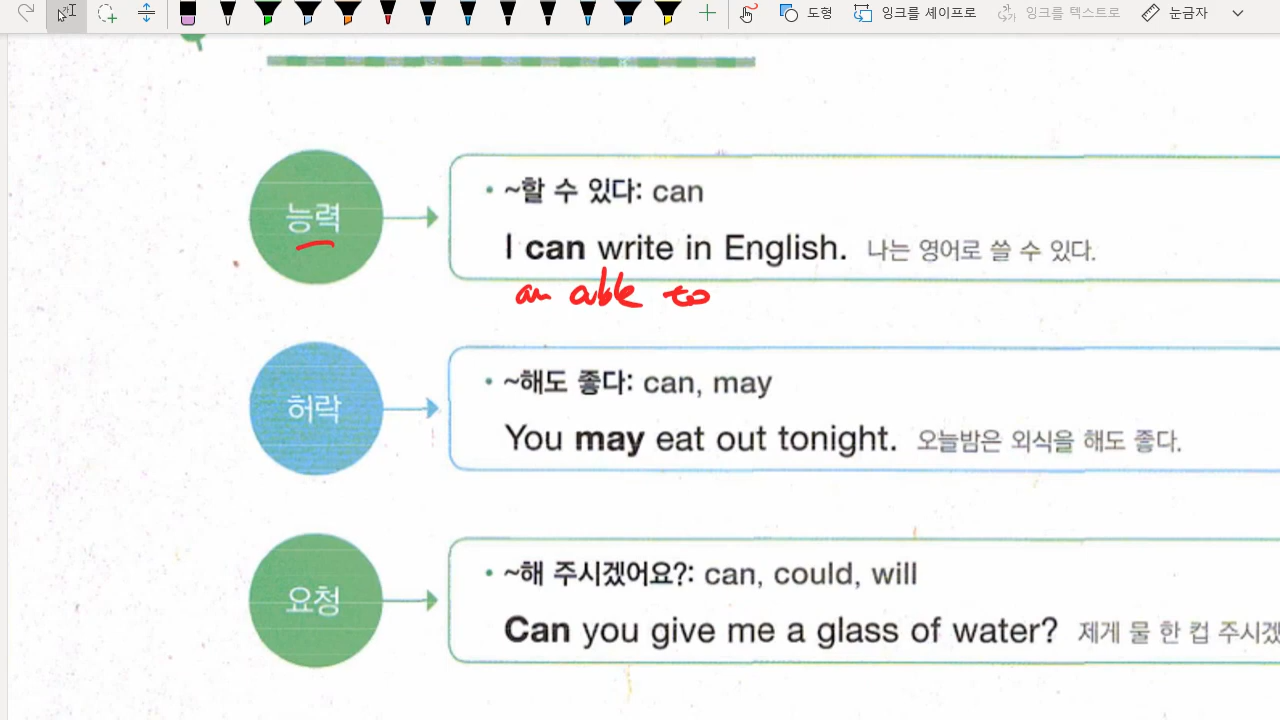 도형 잉크를 셰이프로 잉크를 텍스트로 눈금자
능력
~할 수 있다: can
I can write in English. 나는 영어로 쓸 수 있다.
am able to
허락
~해도 좋다: can, may
You may eat out tonight. 오늘밤은 외식을 해도 좋다.
요청
~해 주시겠어요?: can, could, will
Can you give me a glass of water? 제게 물 한 컵 주시겠